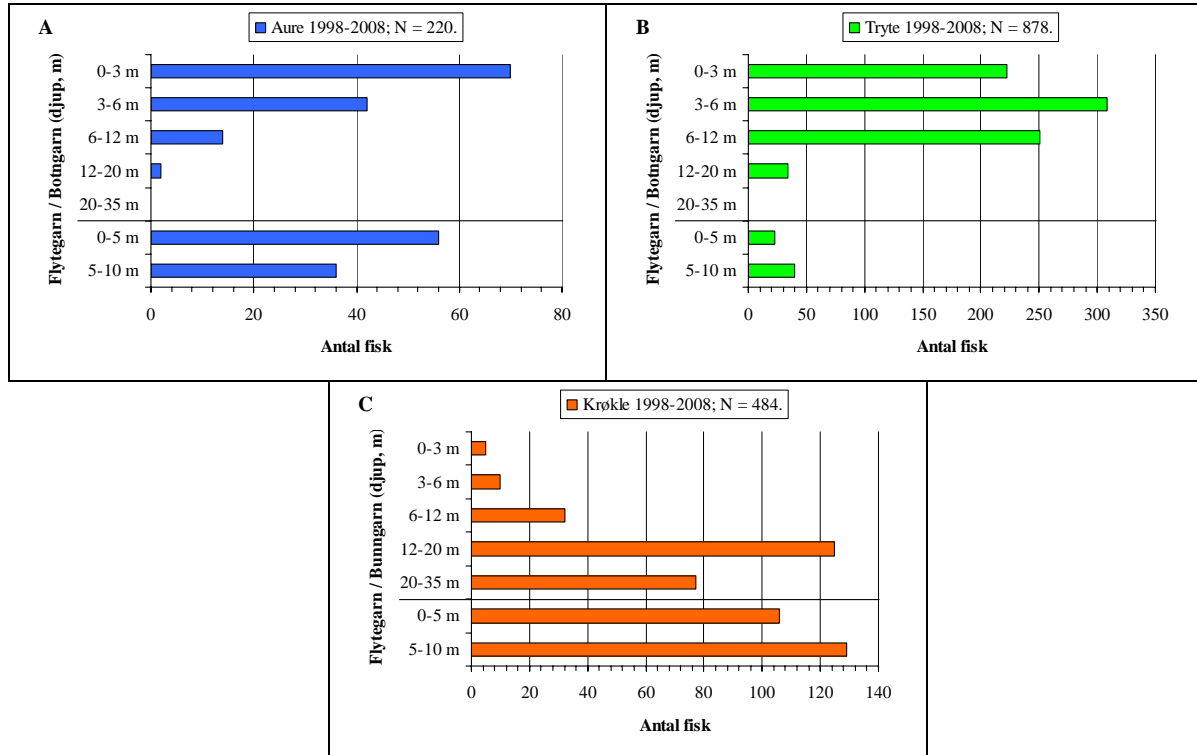 A
Aure 1998-2008; N = 220.
Flytegarn / Botngarn (djup, m)
0-3 m
3-6 m
6-12 m
12-20 m
20-35 m
0-5 m
5-10 m
0 20 40 60 80
Antal fisk
B
Tryte 1998-2008; N = 878.
Flytegarn / Botngarn (djup, m)
0-3 m
3-6 m
6-12 m
12-20 m
20-35 m
0-5 m
5-10 m
0 50 100 150 200 250 300 350
Antal fisk
C
Krøkle 1998-2008; N = 484.
Flytegarn / Bunngarn (djup, m)
0-3 m
3-6 m
6-12 m
12-20 m
20-35 m
0-5 m
5-10 m
0 20 40 60 80 100 120 140
Antal fisk